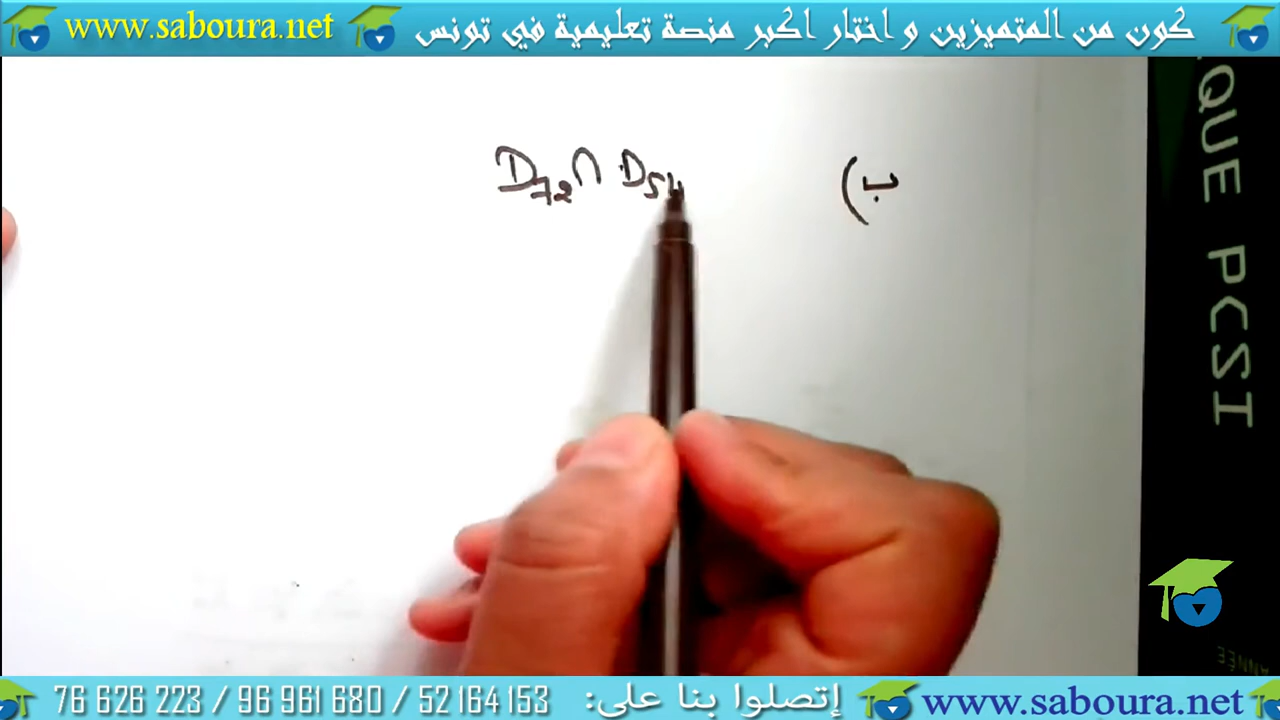 www.saboura.net كون من المتميزين و اختار اكبر منصة تعليمية في تونس
ب) D72 ∩ D54
QUE PCSI
ANNÉE
76 626 223 / 96 961 680 / 52 164 153 إتصلوا بنا على: www.saboura.net